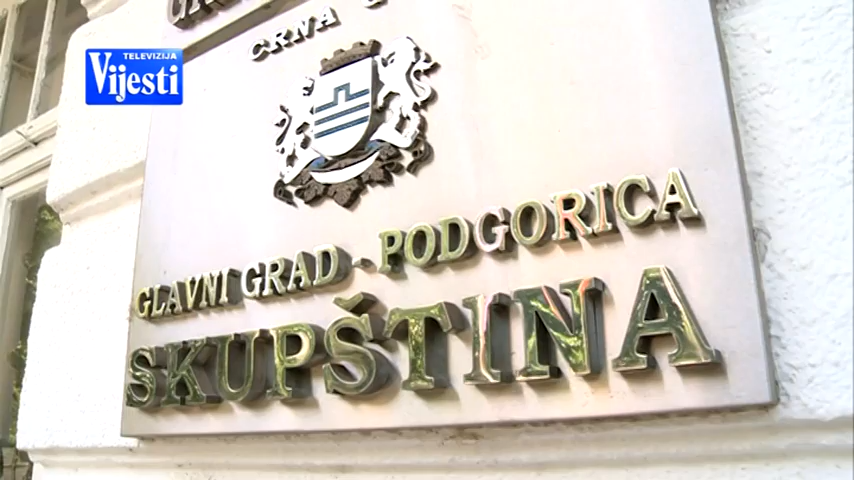 TELEVIZIJA
Vijesti
CRNA
GLAVNI GRAD - PODGORICA
SKUPŠTINA